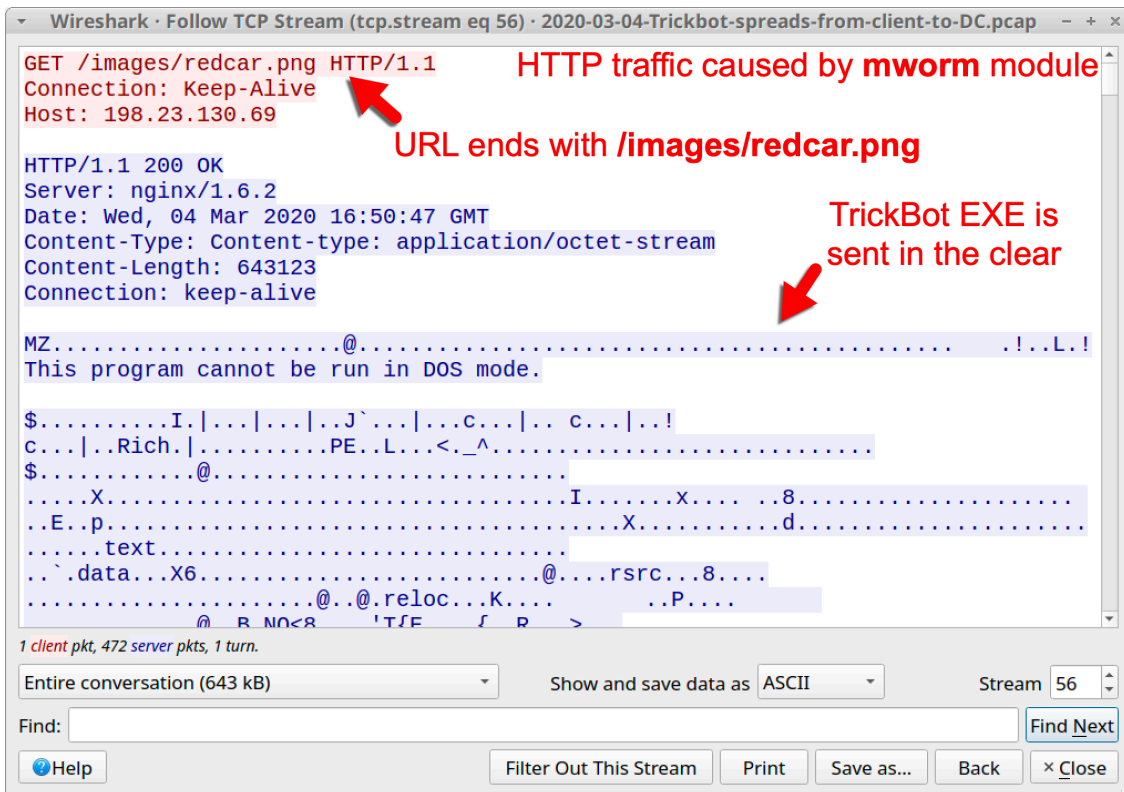 Wireshark · Follow TCP Stream (tcp.stream eq 56) · 2020-03-04-Trickbot-spreads-from-client-to-DC.pcap
GET /images/redcar.png HTTP/1.1
HTTP traffic caused by mworm module
Connection: Keep-Alive
Host: 198.23.130.69
URL ends with /images/redcar.png
HTTP/1.1 200 OK
Server: nginx/1.6.2
Date: Wed, 04 Mar 2020 16:50:47 GMT
TrickBot EXE is
sent in the clear
Content-Type: Content-type: application/octet-stream
Content-Length: 643123
Connection: keep-alive
MZ......................@............................................. .!..L.!
This program cannot be run in DOS mode.
$..........I.|...|...|..J`...|...c...|.. c...|..!
c...|..Rich.|..........PE..L...<._^.............................
$............@...........................
.....X...................................I.......x.... ..8.....................
..E..p.......................................X...........d......................
......text...............................
..`.data...X6..........................@....rsrc...8....
......................@..@.reloc...K.... ..P....
@..B.NO<8 'T{E {. R >
1 client pkt, 472 server pkts, 1 turn.
Entire conversation (643 kB)
Show and save data as ASCII
Stream 56
Find:
Find Next
Help
Filter Out This Stream
Print
Save as...
Back
Close